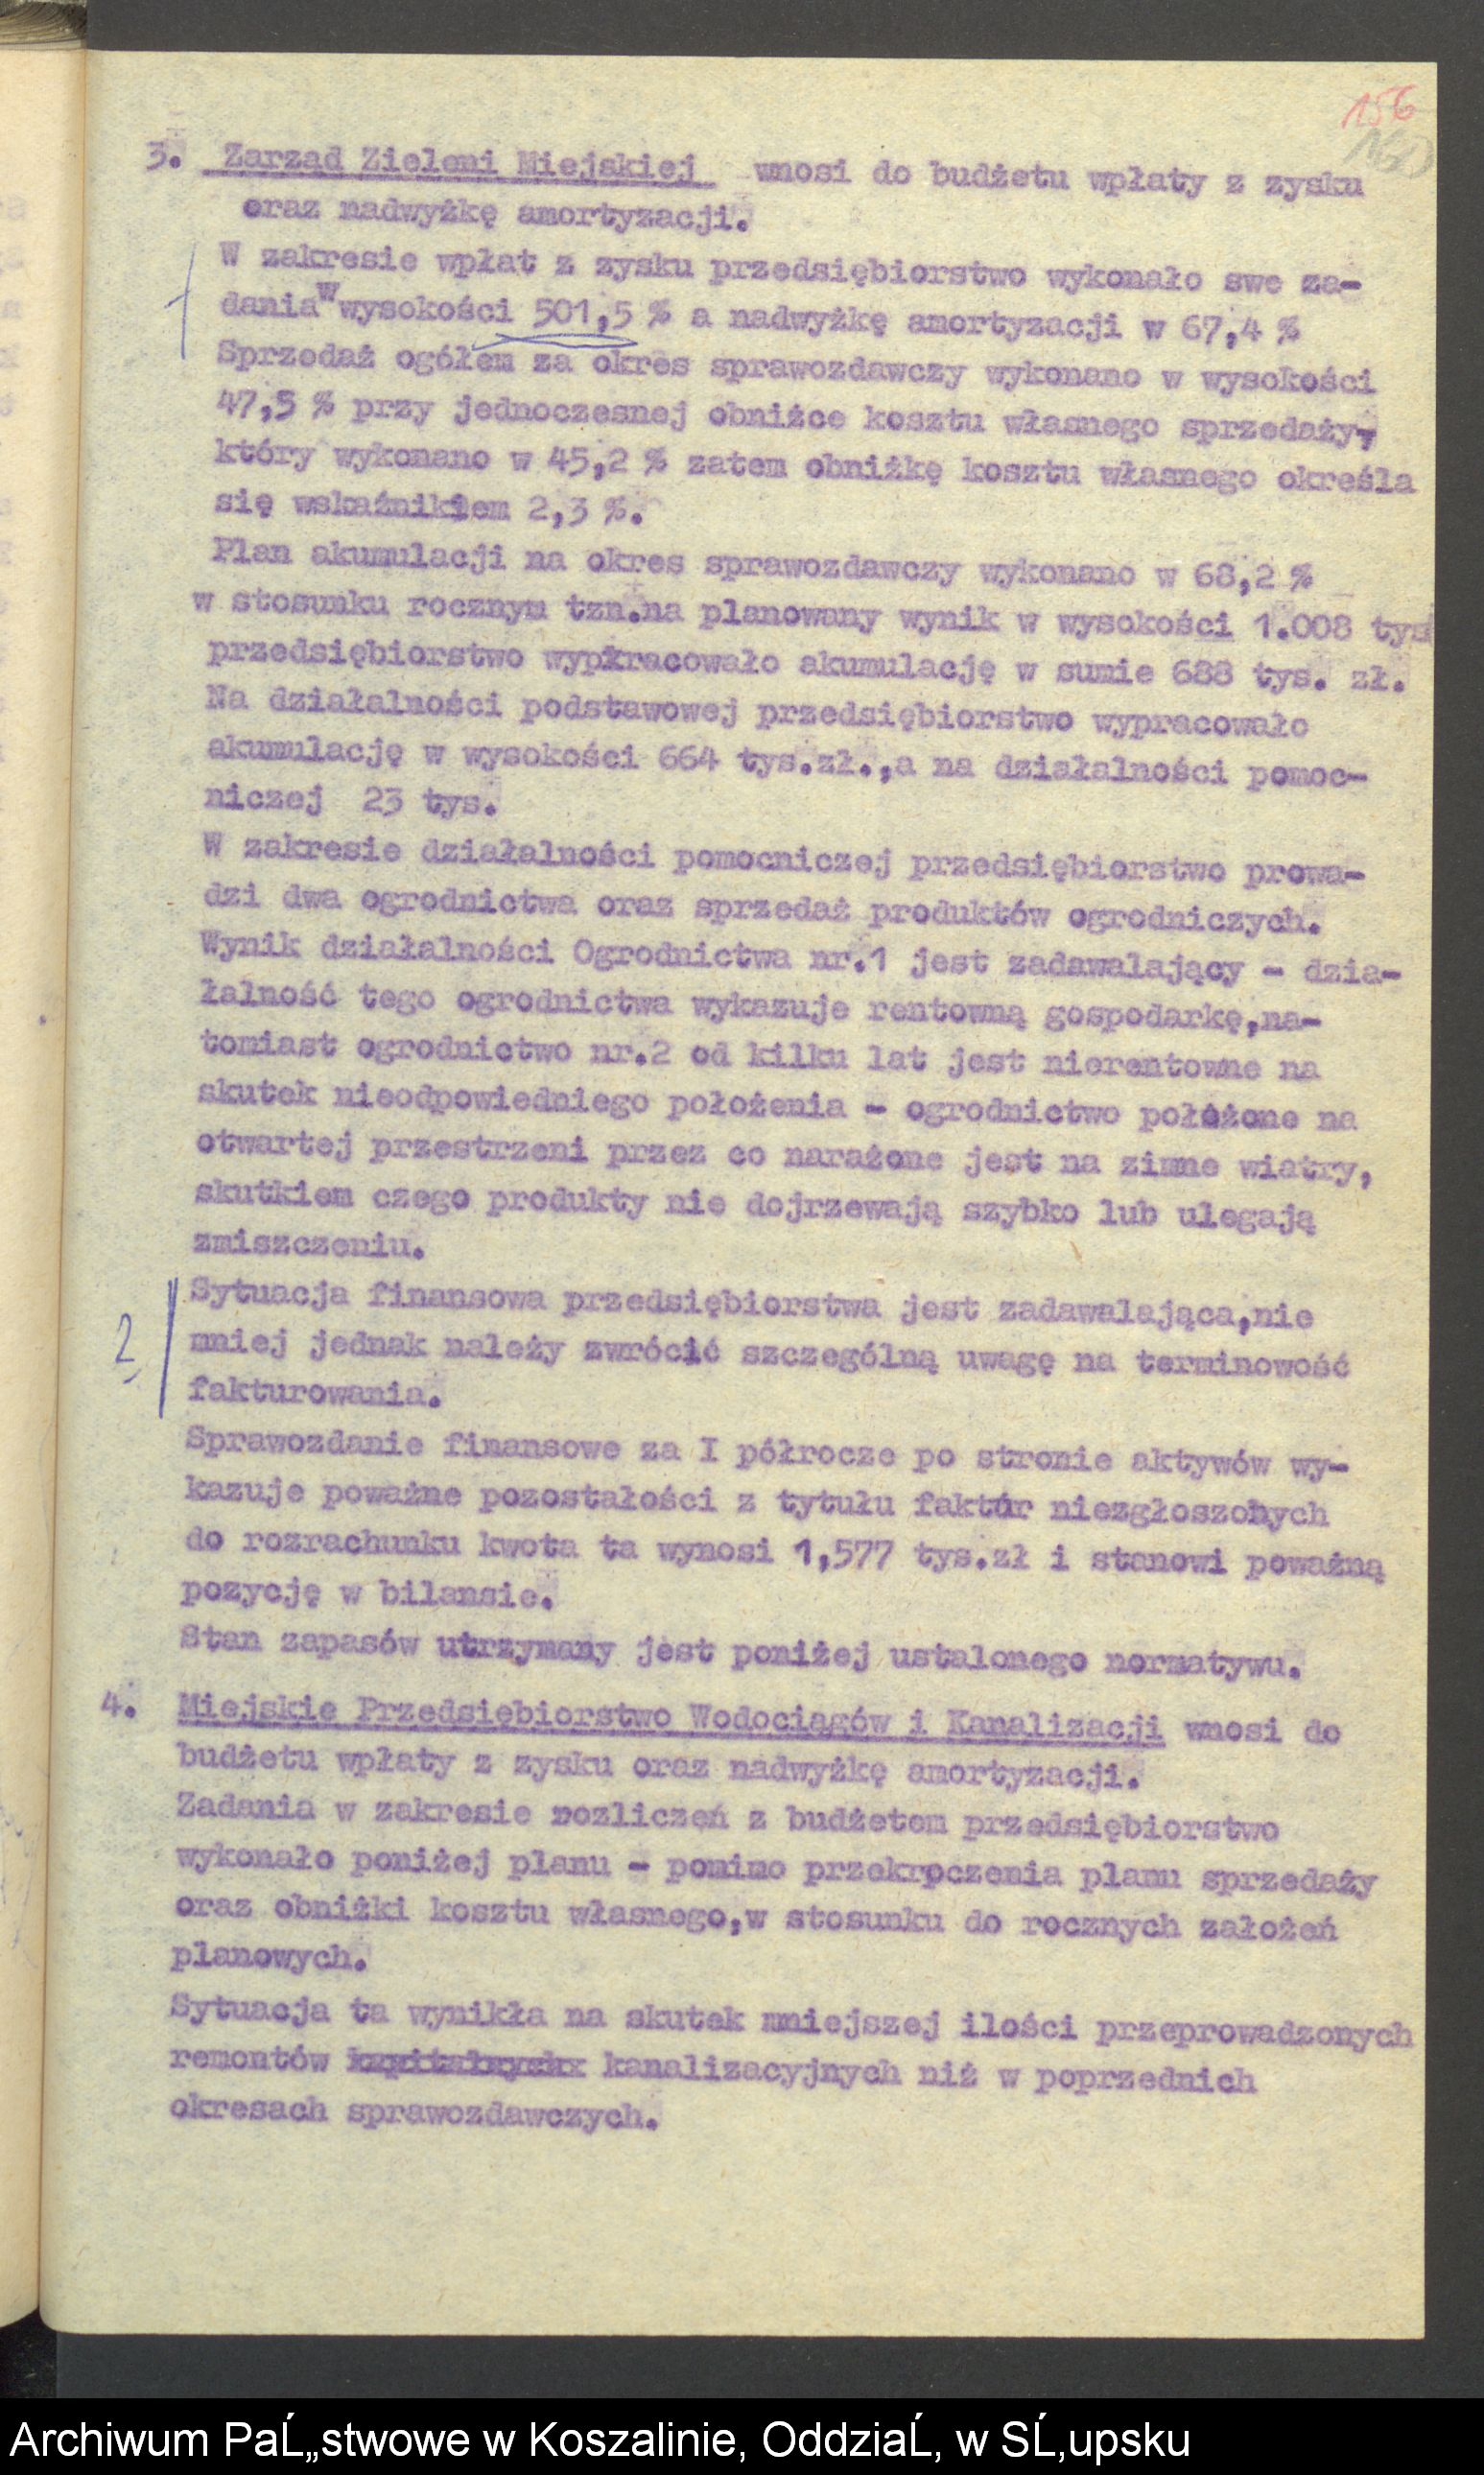 156
160
3. Zarząd Zieleni Miejskiej wnosi do budżetu wpłaty z zysku
oraz nadwyżkę amortyzacji.
W zakresie wpłat z zysku przedsiębiorstwo wykonało swe za-
1 dania w wysokości 501,5 % a nadwyżkę amortyzacji w 67,4 %
Sprzedaż ogółem za okres sprawozdawczy wykonano w wysokości
47,5 % przy jednoczesnej obniżce kosztu własnego sprzedaży,
który wykonano w 45,2 % zatem obniżkę kosztu własnego określa
się wskaźnikiem 2,3 %.
Plan akumulacji na okres sprawozdawczy wykonano w 68,2 %
w stosunku rocznym tzn.na planowany wynik w wysokości 1.008 tys
przedsiębiorstwo wypxracowało akumulację w sumie 688 tys. zł.
Na działalności podstawowej przedsiębiorstwo wypracowało
akumulację w wysokości 664 tys.zł.,a na działalności pomoc-
niczej 23 tys.
W zakresie działalności pomocniczej przedsiębiorstwo prowa-
dzi dwa ogrodnictwa oraz sprzedaż produktów ogrodniczych.
Wynik działalności Ogrodnictwa nr.1 jest zadawalający - dzia-
łalność tego ogrodnictwa wykazuje rentowną gospodarkę,na-
tomiast ogrodnictwo nr.2 od kilku lat jest nierentowne na
skutek nieodpowiedniego położenia - ogrodnictwo położone na
otwartej przestrzeni przez co narażone jest na zimne wiatry,
skutkiem czego produkty nie dojrzewają szybko lub ulegają
zniszczeniu.
Sytuacja finansowa przedsiębiorstwa jest zadawalająca,nie
2 mniej jednak należy zwrócić szczególną uwagę na terminowość
fakturowania.
Sprawozdanie finansowe za I półrocze po stronie aktywów wy-
kazuje poważne pozostałości z tytułu faktur niezgłoszonych
do rozrachunku kwota ta wynosi 1,577 tys.zł i stanowi poważną
pozycję w bilansie.
Stan zapasów utrzymany jest poniżej ustalonego normatywu.
4. Miejskie Przedsiębiorstwo Wodociągów i Kanalizacji wnosi do
budżetu wpłaty z zysku oraz nadwyżkę amortyzacji.
Zadania w zakresie rozliczeń z budżetem przedsiębiorstwo
wykonało poniżej planu - pomimo przekroczenia planu sprzedaży
oraz obniżki kosztu własnego,w stosunku do rocznych założeń
planowych.
Sytuacja ta wynikła na skutek mniejszej ilości przeprowadzonych
remontów kanalizacyjnych niż w poprzednich
okresach sprawozdawczych.
Archiwum PaĹ„stwowe w Koszalinie, OddziaĹ‚ w SĹ‚upsku